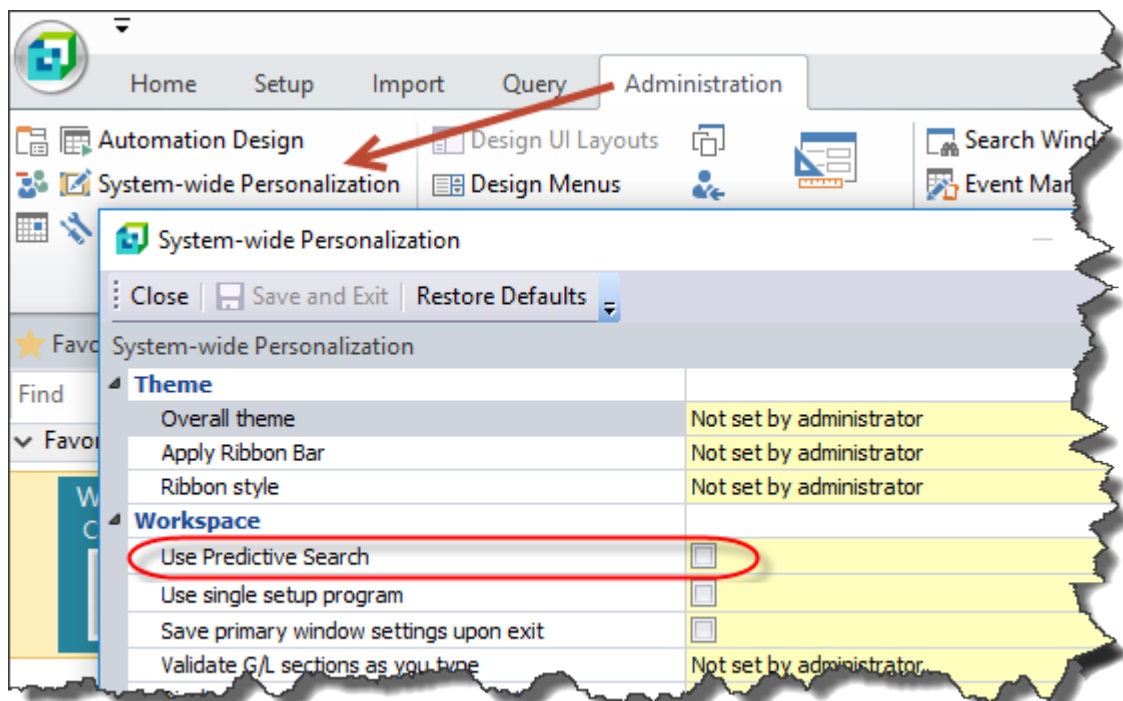 Home Setup Import Query Administration
Automation Design Design UI Layouts Search
System-wide Personalization Design Menus Event
System-wide Personalization
Close Save and Exit Restore Defaults
System-wide Personalization
Find
Theme
Overall theme Not set by administrator
Apply Ribbon Bar Not set by administrator
Ribbon style Not set by administrator
Workspace
Use Predictive Search
Use single setup program
Save primary window settings upon exit
Validate G/L sections as you type Not set by administrator